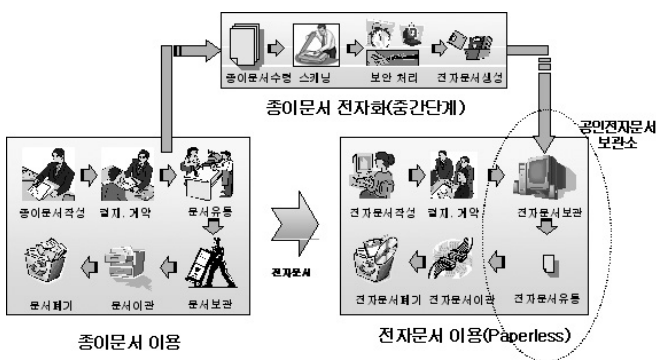 종이문서수령 스캐닝 보안 처리 전자문서생성
종이문서 전자화(중간단계)
공인전자문서
보관소
종이문서작성 결재, 계약 문서유통
문서폐기 문서이관 문서보관
종이문서 이용
전자문서
전자문서작성 결재, 계약 전자문서보관
전자문서폐기 전자문서이관 전자문서유통
전자문서 이용(Paperless)